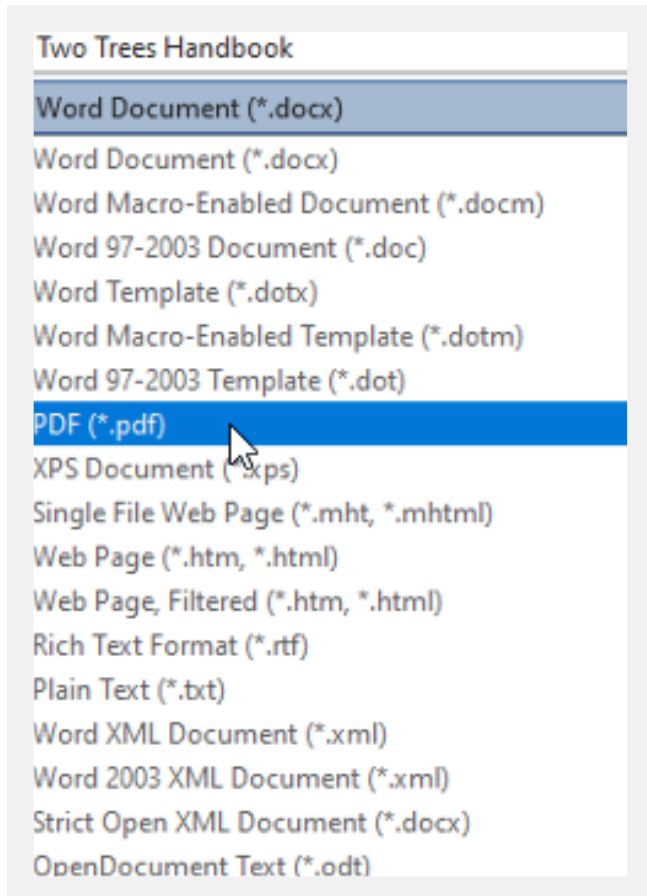 Two Trees Handbook
Word Document (*.docx)
Word Document (*.docx)
Word Macro-Enabled Document (*.docm)
Word 97-2003 Document (*.doc)
Word Template (*.dotx)
Word Macro-Enabled Template (*.dotm)
Word 97-2003 Template (*.dot)
PDF (*.pdf)
XPS Document (*.xps)
Single File Web Page (*.mht, *.mhtml)
Web Page (*.htm, *.html)
Web Page, Filtered (*.htm, *.html)
Rich Text Format (*.rtf)
Plain Text (*.txt)
Word XML Document (*.xml)
Word 2003 XML Document (*.xml)
Strict Open XML Document (*.docx)
OpenDocument Text (*.odt)